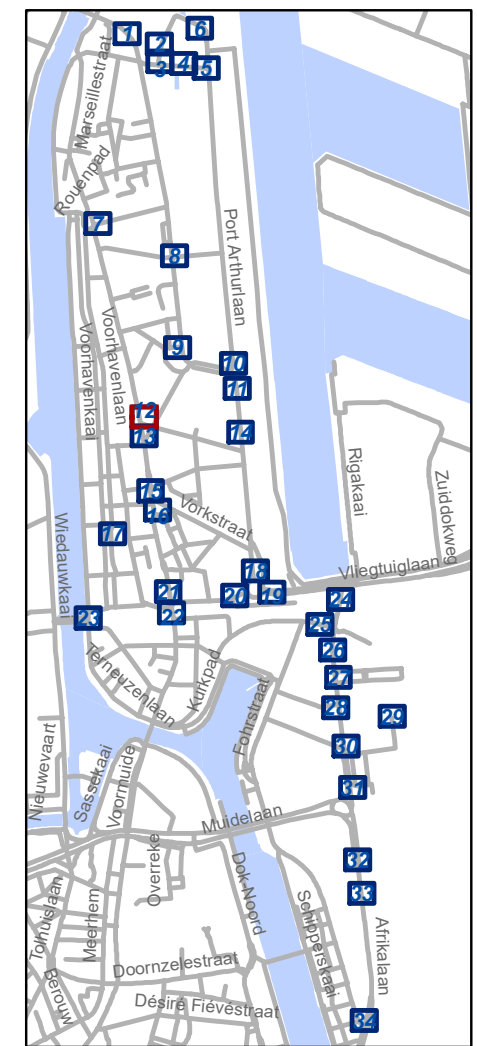 1
2
6
3
4
5
Marseillestraat
Rouenpad
7
Port Arthurlaan
8
Voorhavenlaan
Voorhavenkaai
9
10
11
12
13
14
Rigakaai
Zuiddokweg
15
16
Vorkstraat
17
Wiedauwkaai
18
Vliegtuiglaan
19
20
21
22
23
24
25
26
27
28
29
30
31
Terneuzenlaan
Kurkpad
Fohrstraat
Nieuwevaart
Sassekaai
Voormuide
Muidelaan
32
33
Overreke
Dok-Noord
Tolhuislaan
Meerhem
Schipperskaai
Afrikalaan
Doornzelestraat
Berouw
Désiré Fiévéstraat
34